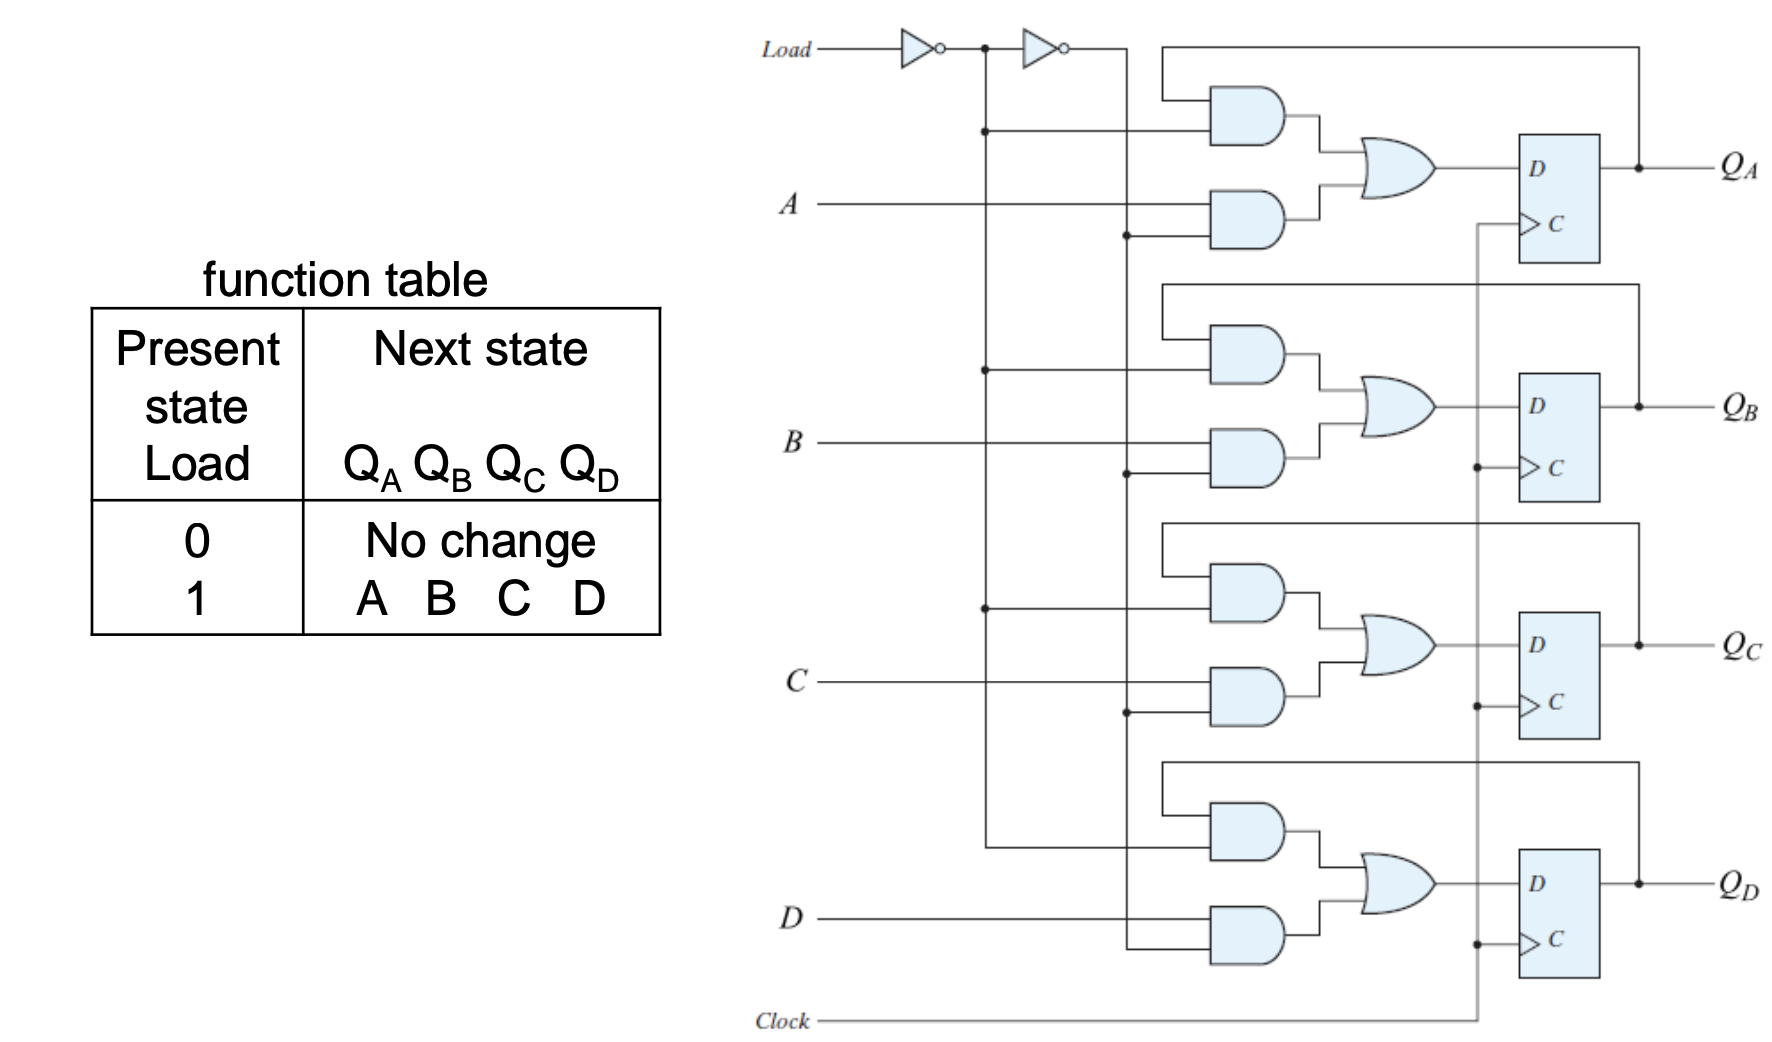 function table
Present
state
Load
Next state
Q_A Q_B Q_C Q_D
0 No change
1 A B C D
Load
A
D
C
Q_A
B
D
C
Q_B
C
D
C
Q_C
D
D
C
Q_D
Clock